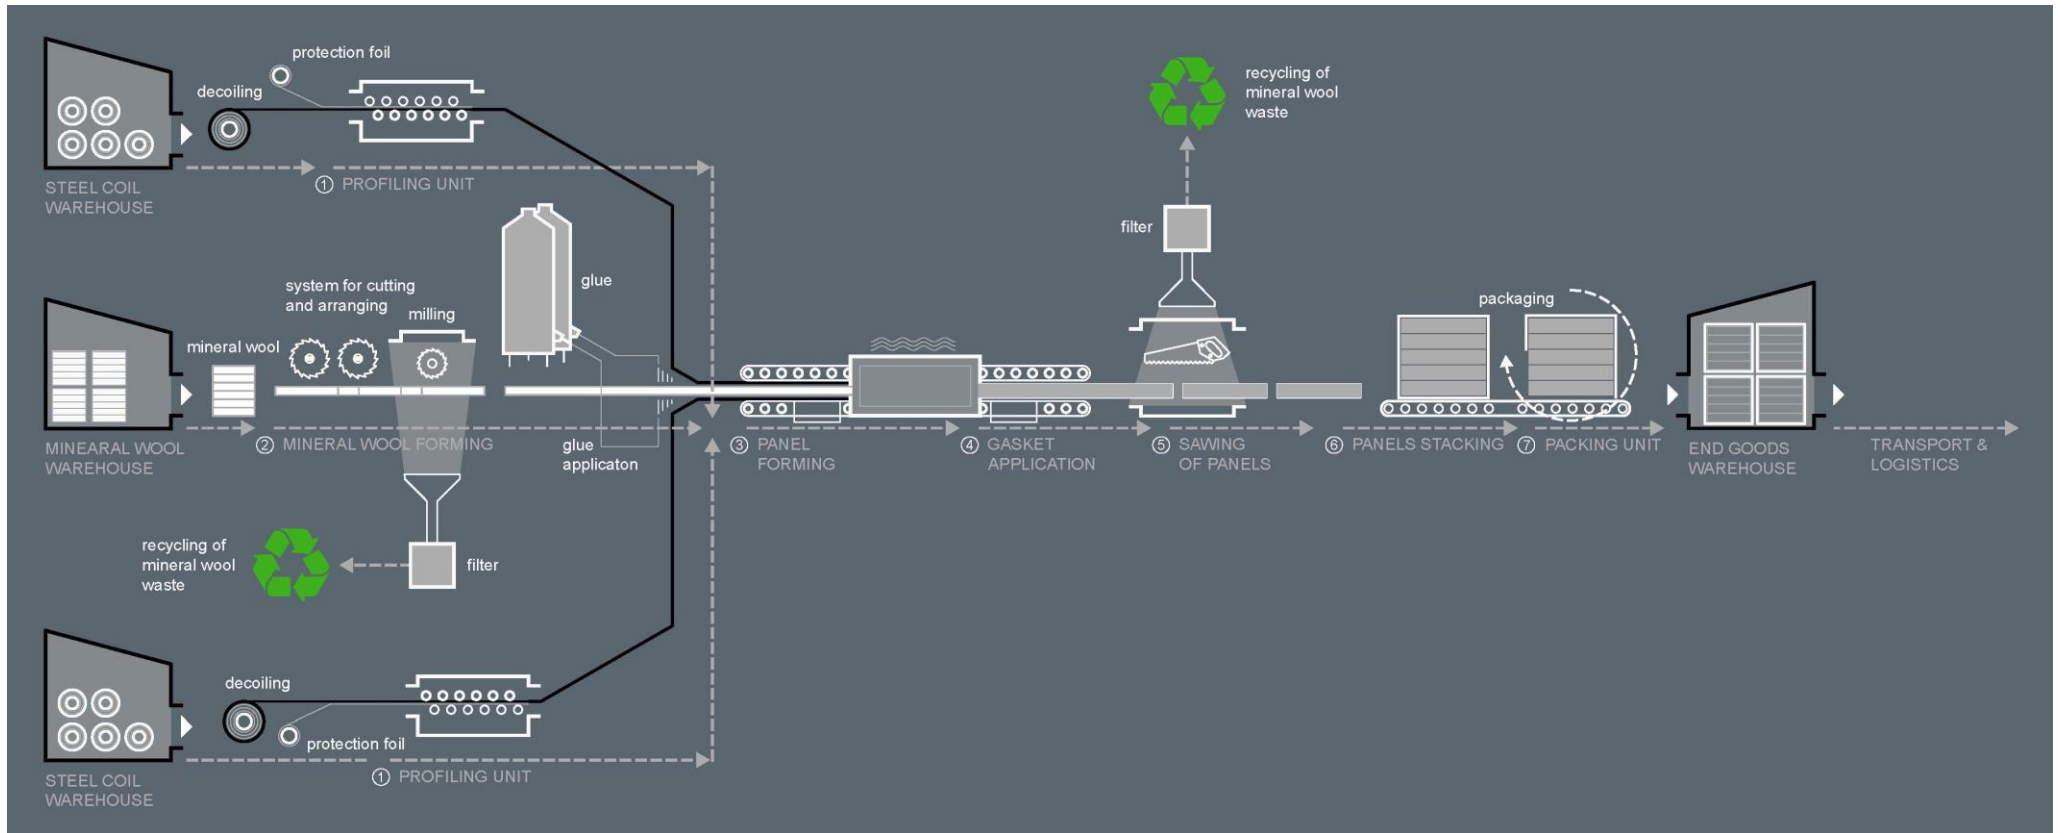 protection foil
decoiling
STEEL COIL
WAREHOUSE
① PROFILING UNIT
recycling of
mineral wool
waste
filter
system for cutting
and arranging
milling
glue
mineral wool
packaging
MINEARAL WOOL
WAREHOUSE
② MINERAL WOOL FORMING
glue
applicaton
③ PANEL
FORMING
④ GASKET
APPLICATION
⑤ SAWING
OF PANELS
⑥ PANELS STACKING
⑦ PACKING UNIT
END GOODS
WAREHOUSE
TRANSPORT &
LOGISTICS
recycling of
mineral wool
waste
filter
decoiling
protection foil
① PROFILING UNIT
STEEL COIL
WAREHOUSE